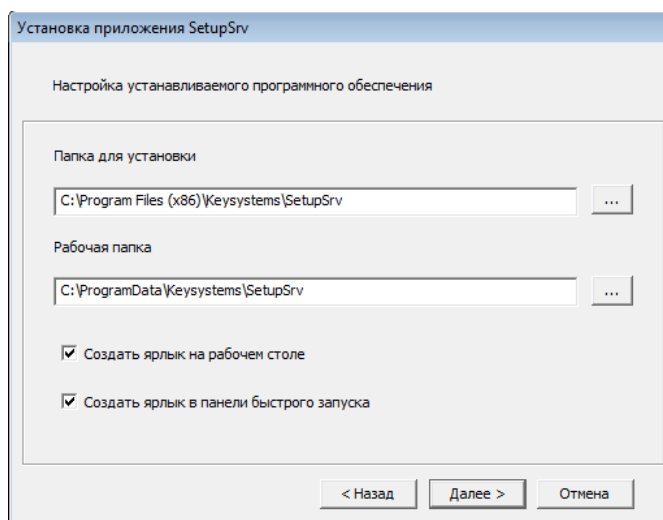 Установка приложения SetupSrv
Настройка устанавливаемого программного обеспечения
Папка для установки
C:\Program Files (x86)\Keysystems\SetupSrv
...
Рабочая папка
C:\ProgramData\Keysystems\SetupSrv
...
Создать ярлык на рабочем столе
Создать ярлык в панели быстрого запуска
< Назад Далее > Отмена